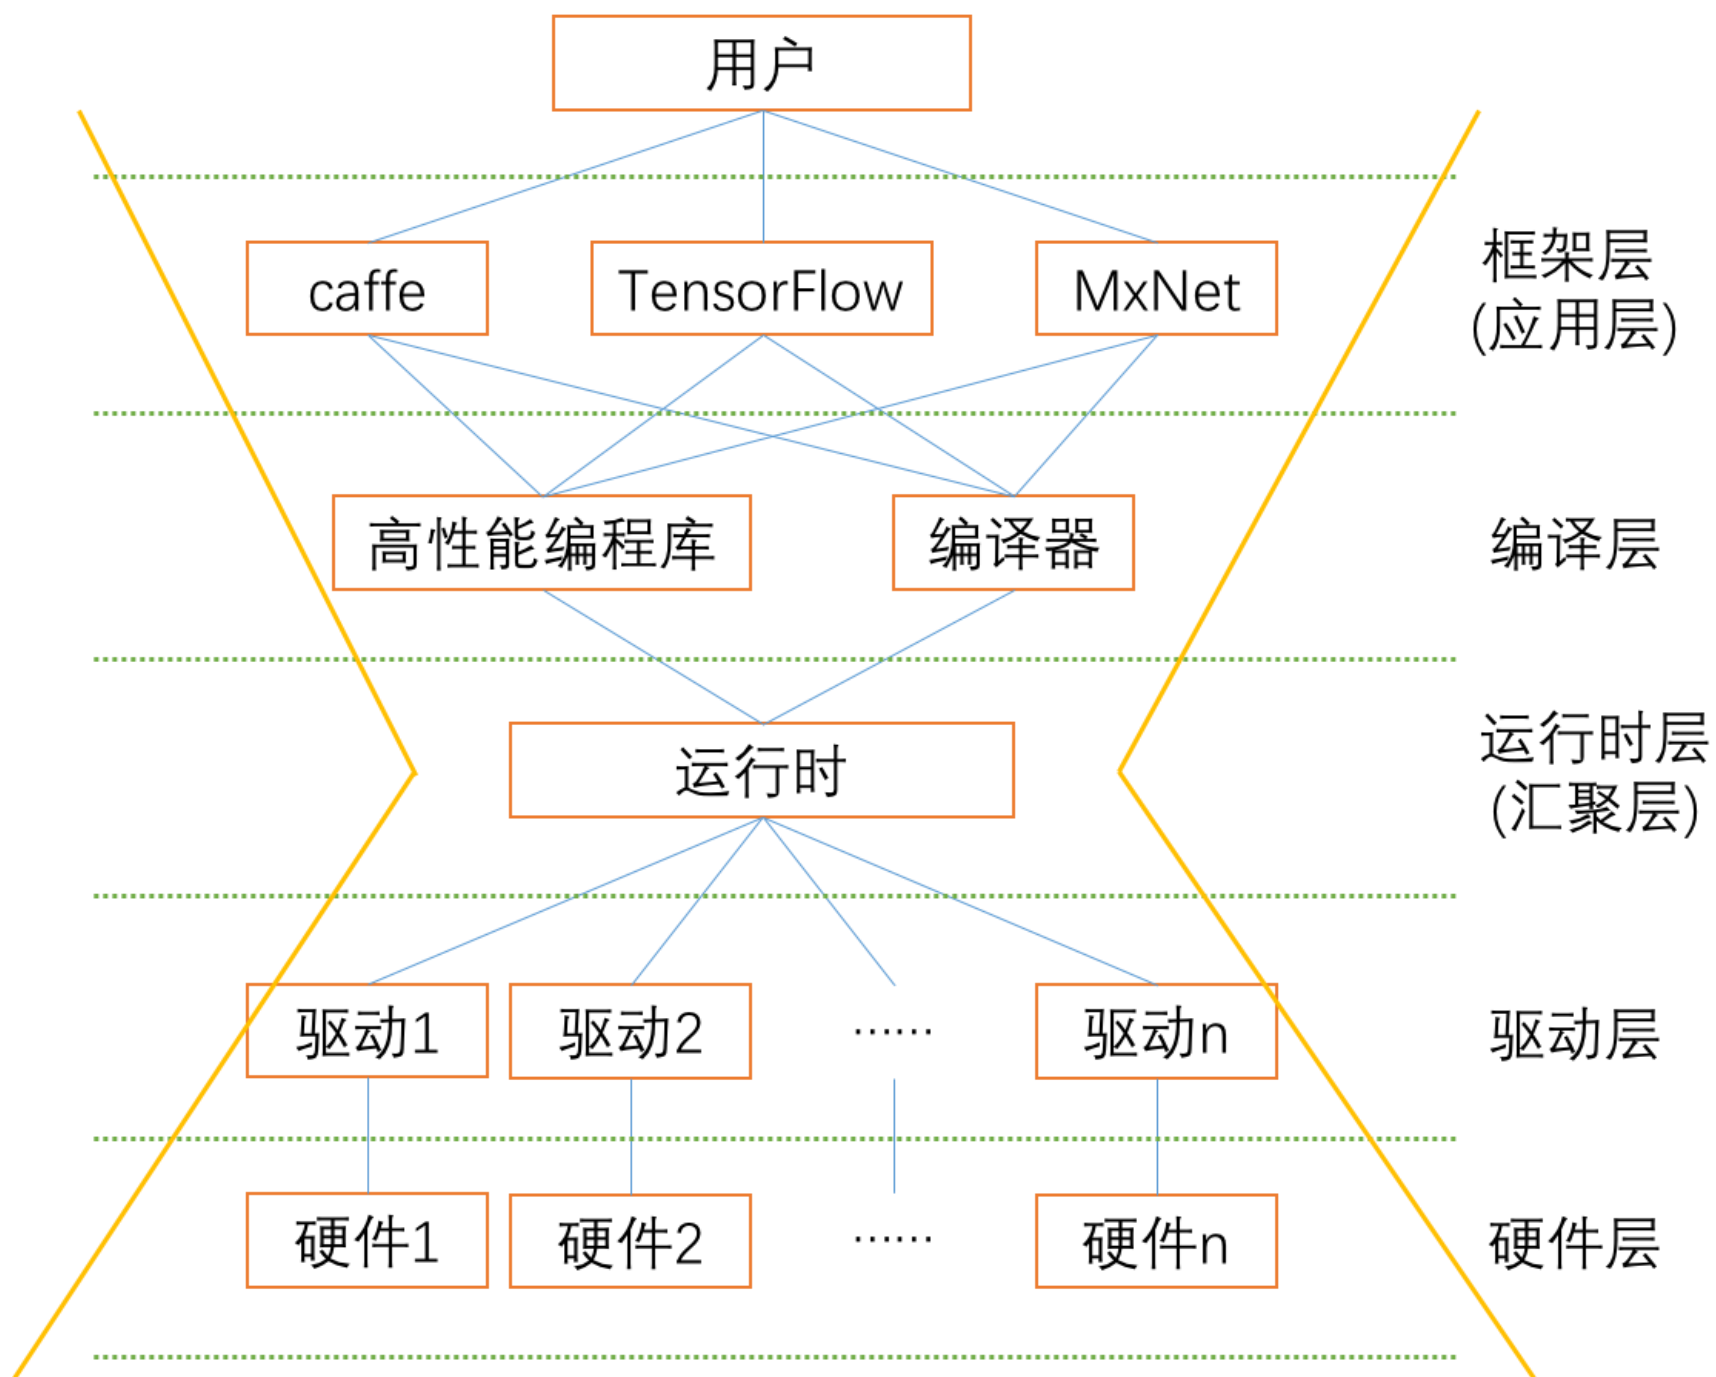 用户
caffe
TensorFlow
MxNet
框架层
(应用层)
高性能编程库
编译器
编译层
运行时
运行时层
(汇聚层)
驱动1
驱动2
……
驱动n
驱动层
硬件1
硬件2
……
硬件n
硬件层